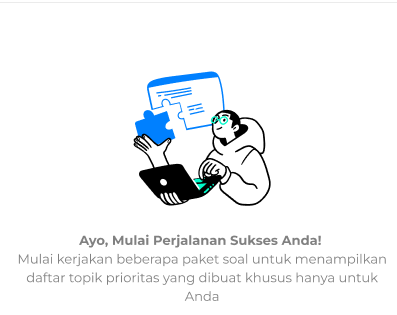 Ayo, Mulai Perjalanan Sukses Anda!
Mulai kerjakan beberapa paket soal untuk menampilkan
daftar topik prioritas yang dibuat khusus hanya untuk
Anda